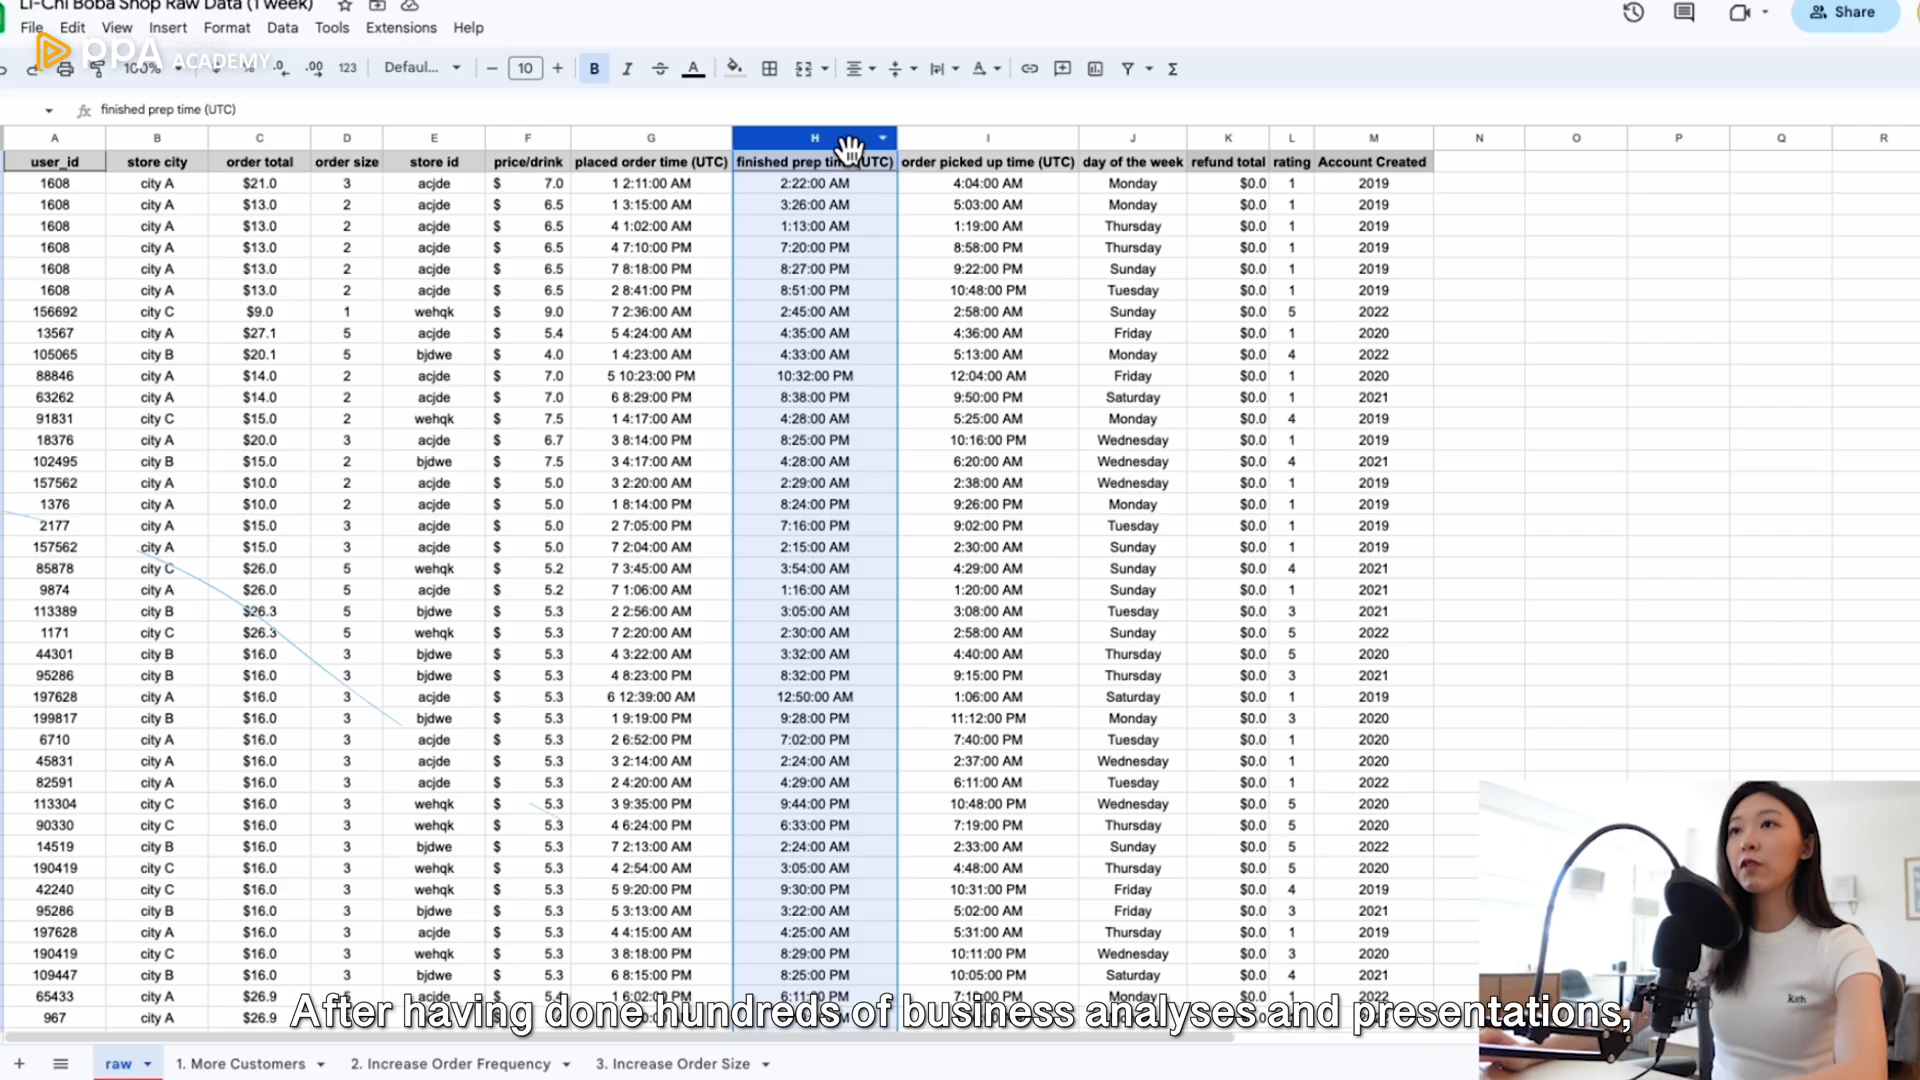 Li-Chi Boba Shop Raw Data (1 week)
Share
File Edit View Insert Format Data Tools Extensions Help
PPA ACADEMY
100% % .0 .00 123 Defaul... 10 B I A
fx finished prep time (UTC)
A B C D E F G H I J K L M N O P Q R
user_id store city order total order size store id price/drink placed order time (UTC) finished prep time (UTC) order picked up time (UTC) day of the week refund total rating Account Created
1608 city A $21.0 3 acjde $ 7.0 1 2:11:00 AM 2:22:00 AM 4:04:00 AM Monday $0.0 1 2019
1608 city A $13.0 2 acjde $ 6.5 1 3:15:00 AM 3:26:00 AM 5:03:00 AM Monday $0.0 1 2019
1608 city A $13.0 2 acjde $ 6.5 4 1:02:00 AM 1:13:00 AM 1:19:00 AM Thursday $0.0 1 2019
1608 city A $13.0 2 acjde $ 6.5 4 7:10:00 PM 7:20:00 PM 8:58:00 PM Thursday $0.0 1 2019
1608 city A $13.0 2 acjde $ 6.5 7 8:18:00 PM 8:27:00 PM 9:22:00 PM Sunday $0.0 1 2019
1608 city A $13.0 2 acjde $ 6.5 2 8:41:00 PM 8:51:00 PM 10:48:00 PM Tuesday $0.0 1 2019
156692 city C $9.0 1 wehqk $ 9.0 7 2:36:00 AM 2:45:00 AM 2:58:00 AM Sunday $0.0 5 2022
13567 city A $27.1 5 acjde $ 5.4 5 4:24:00 AM 4:35:00 AM 4:36:00 AM Friday $0.0 1 2020
105065 city B $20.1 5 bjdwe $ 4.0 1 4:23:00 AM 4:33:00 AM 5:13:00 AM Monday $0.0 4 2022
88846 city A $14.0 2 acjde $ 7.0 5 10:23:00 PM 10:32:00 PM 12:04:00 AM Friday $0.0 1 2020
63262 city A $14.0 2 acjde $ 7.0 6 8:29:00 PM 8:38:00 PM 9:50:00 PM Saturday $0.0 1 2021
91831 city C $15.0 2 wehqk $ 7.5 1 4:17:00 AM 4:28:00 AM 5:25:00 AM Monday $0.0 4 2019
18376 city A $20.0 3 acjde $ 6.7 3 8:14:00 PM 8:25:00 PM 10:16:00 PM Wednesday $0.0 1 2019
102495 city B $15.0 2 bjdwe $ 7.5 3 4:17:00 AM 4:28:00 AM 6:20:00 AM Wednesday $0.0 4 2021
157562 city A $10.0 2 acjde $ 5.0 3 2:20:00 AM 2:29:00 AM 2:38:00 AM Wednesday $0.0 1 2019
1376 city A $10.0 2 acjde $ 5.0 1 8:14:00 PM 8:24:00 PM 9:26:00 PM Monday $0.0 1 2019
2177 city A $15.0 3 acjde $ 5.0 2 7:05:00 PM 7:16:00 PM 9:02:00 PM Tuesday $0.0 1 2019
157562 city A $15.0 3 acjde $ 5.0 7 2:04:00 AM 2:15:00 AM 2:30:00 AM Sunday $0.0 1 2019
85878 city C $26.0 5 wehqk $ 5.2 7 3:45:00 AM 3:54:00 AM 4:29:00 AM Sunday $0.0 4 2021
9874 city A $26.0 5 acjde $ 5.2 7 1:06:00 AM 1:16:00 AM 1:20:00 AM Sunday $0.0 1 2021
113389 city B $26.3 5 bjdwe $ 5.3 2 2:56:00 AM 3:05:00 AM 3:08:00 AM Tuesday $0.0 3 2021
1171 city C $26.3 5 wehqk $ 5.3 7 2:20:00 AM 2:30:00 AM 2:58:00 AM Sunday $0.0 5 2022
44301 city B $16.0 3 bjdwe $ 5.3 4 3:22:00 AM 3:32:00 AM 4:40:00 AM Thursday $0.0 5 2020
95286 city B $16.0 3 bjdwe $ 5.3 4 8:23:00 PM 8:32:00 PM 9:15:00 PM Thursday $0.0 3 2021
197628 city A $16.0 3 acjde $ 5.3 6 12:39:00 AM 12:50:00 AM 1:06:00 AM Saturday $0.0 1 2019
199817 city B $16.0 3 bjdwe $ 5.3 1 9:19:00 PM 9:28:00 PM 11:12:00 PM Monday $0.0 3 2020
6710 city A $16.0 3 acjde $ 5.3 2 6:52:00 PM 7:02:00 PM 7:40:00 PM Tuesday $0.0 1 2020
45831 city A $16.0 3 acjde $ 5.3 3 2:14:00 AM 2:24:00 AM 2:37:00 AM Wednesday $0.0 1 2020
82591 city A $16.0 3 acjde $ 5.3 2 4:20:00 AM 4:29:00 AM 6:11:00 AM Tuesday $0.0 1 2022
113304 city C $16.0 3 wehqk $ 5.3 3 9:35:00 PM 9:44:00 PM 10:48:00 PM Wednesday $0.0 5 2020
90330 city C $16.0 3 wehqk $ 5.3 4 6:24:00 PM 6:33:00 PM 7:19:00 PM Thursday $0.0 5 2020
14519 city B $16.0 3 bjdwe $ 5.3 7 2:13:00 AM 2:24:00 AM 2:33:00 AM Sunday $0.0 5 2022
190419 city C $16.0 3 wehqk $ 5.3 4 2:54:00 AM 3:05:00 AM 4:48:00 AM Thursday $0.0 5 2020
42240 city C $16.0 3 wehqk $ 5.3 5 9:20:00 PM 9:30:00 PM 10:31:00 PM Friday $0.0 4 2019
95286 city B $16.0 3 bjdwe $ 5.3 5 3:13:00 AM 3:22:00 AM 5:02:00 AM Friday $0.0 3 2021
197628 city A $16.0 3 acjde $ 5.3 4 4:15:00 AM 4:25:00 AM 5:31:00 AM Thursday $0.0 1 2019
190419 city C $16.0 3 wehqk $ 5.3 3 8:18:00 PM 8:29:00 PM 10:11:00 PM Wednesday $0.0 3 2020
109447 city B $16.0 3 bjdwe $ 5.3 6 8:15:00 PM 8:25:00 PM 10:05:00 PM Saturday $0.0 4 2021
65433 city A $26.9 acjde $ 1 6:02:00 PM 6:11:00 PM Monday $0.0 2022
967 city A $26.9
After having done hundreds of business analyses and presentations,
raw 1. More Customers 2. Increase Order Frequency 3. Increase Order Size